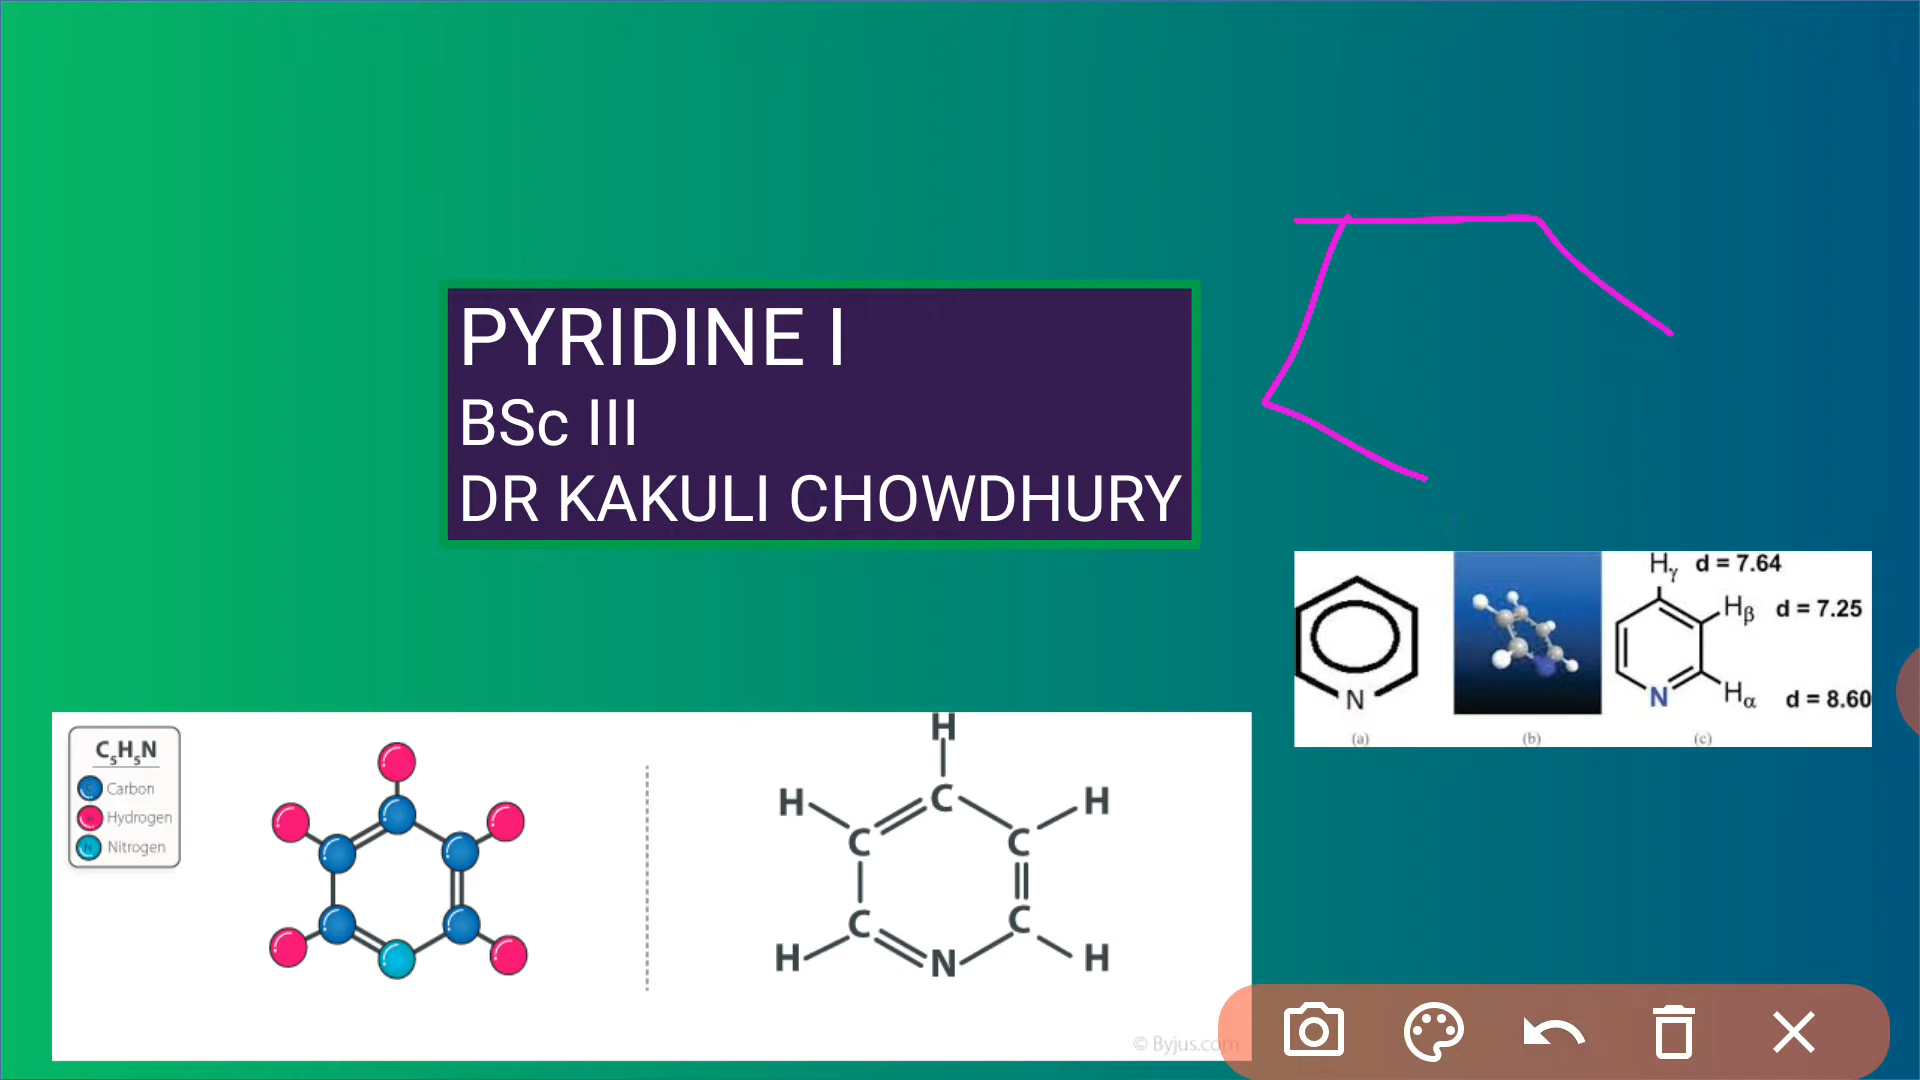 PYRIDINE I
BSc III
DR KAKULI CHOWDHURY
Hγ d = 7.64
Hβ d = 7.25
N
N
Hα d = 8.60
(a) (b) (c)
C₅H₅N
Carbon
Hydrogen
N Nitrogen
H
H C H
C C
C C
H N H
© Byjus.com